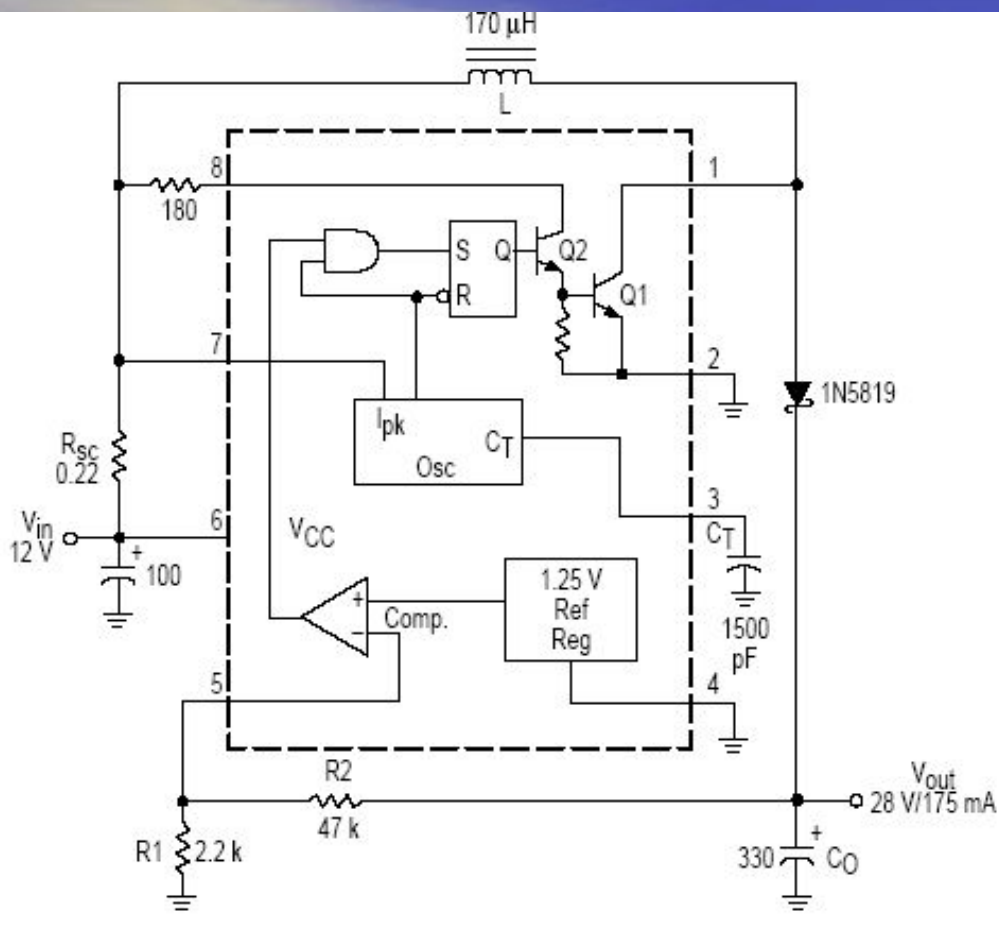 170 µH
L
8
1
180
S
Q
Q2
R
Q1
7
2
1N5819
Ipk
CT
Osc
Rsc
0.22
3
CT
Vin
12 V
6
VCC
+
100
1.25 V
Ref
Reg
+
Comp.
−
1500
pF
5
4
R2
47 k
Vout
28 V/175 mA
R1
2.2 k
330
+
CO